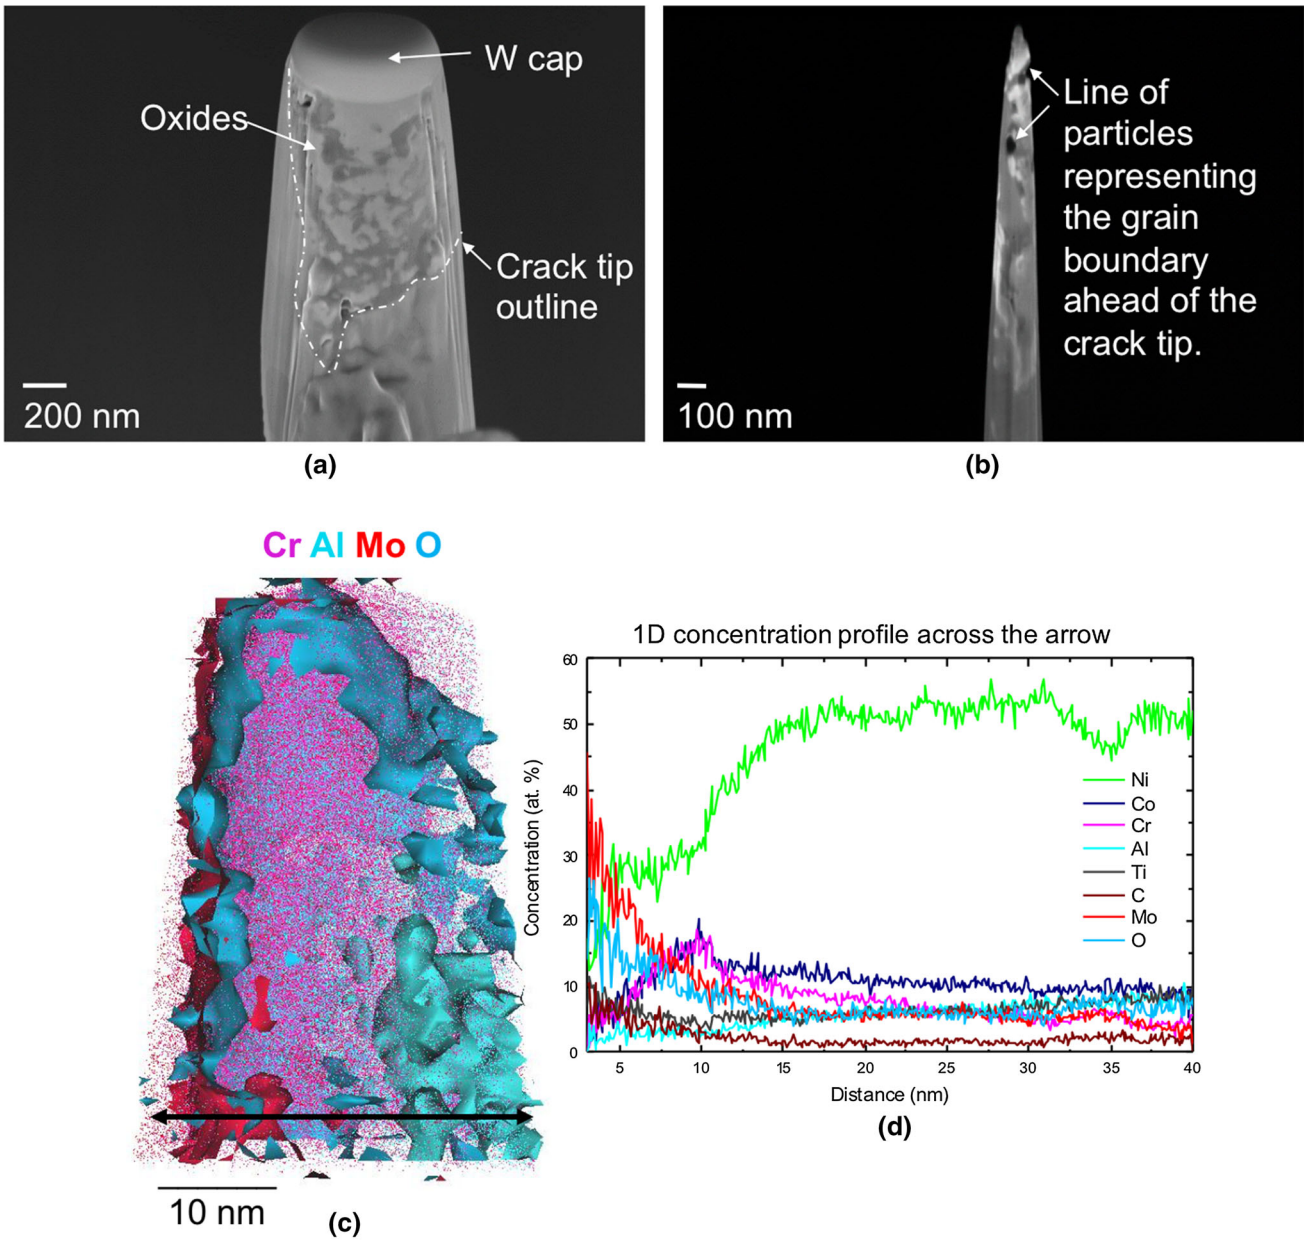 W cap
Oxides
Crack tip
outline
200 nm
(a)
Line of
particles
representing
the grain
boundary
ahead of the
crack tip.
100 nm
(b)
Cr Al Mo O
10 nm
(c)
1D concentration profile across the arrow
Concentration (at. %)
60
50
40
30
20
10
0
Ni
Co
Cr
Al
Ti
C
Mo
O
5 10 15 20 25 30 35 40
Distance (nm)
(d)